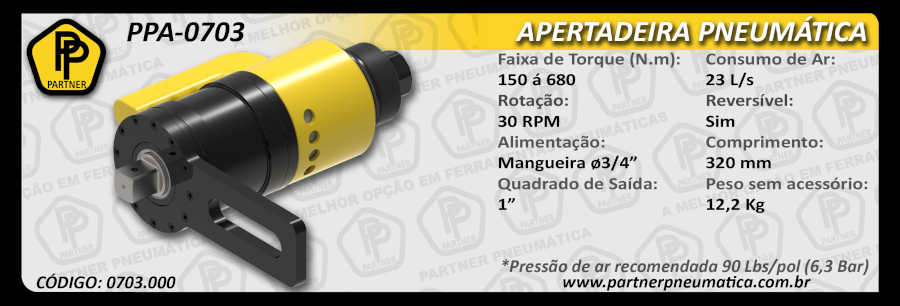 PP
PARTNER
PPA-0703
APERTADEIRA PNEUMÁTICA
Faixa de Torque (N.m):
150 á 680
Rotação:
30 RPM
Alimentação:
Mangueira ø3/4”
Quadrado de Saída:
1”
Consumo de Ar:
23 L/s
Reversível:
Sim
Comprimento:
320 mm
Peso sem acessório:
12,2 Kg
CÓDIGO: 0703.000
*Pressão de ar recomendada 90 Lbs/pol (6,3 Bar)
www.partnerpneumatica.com.br